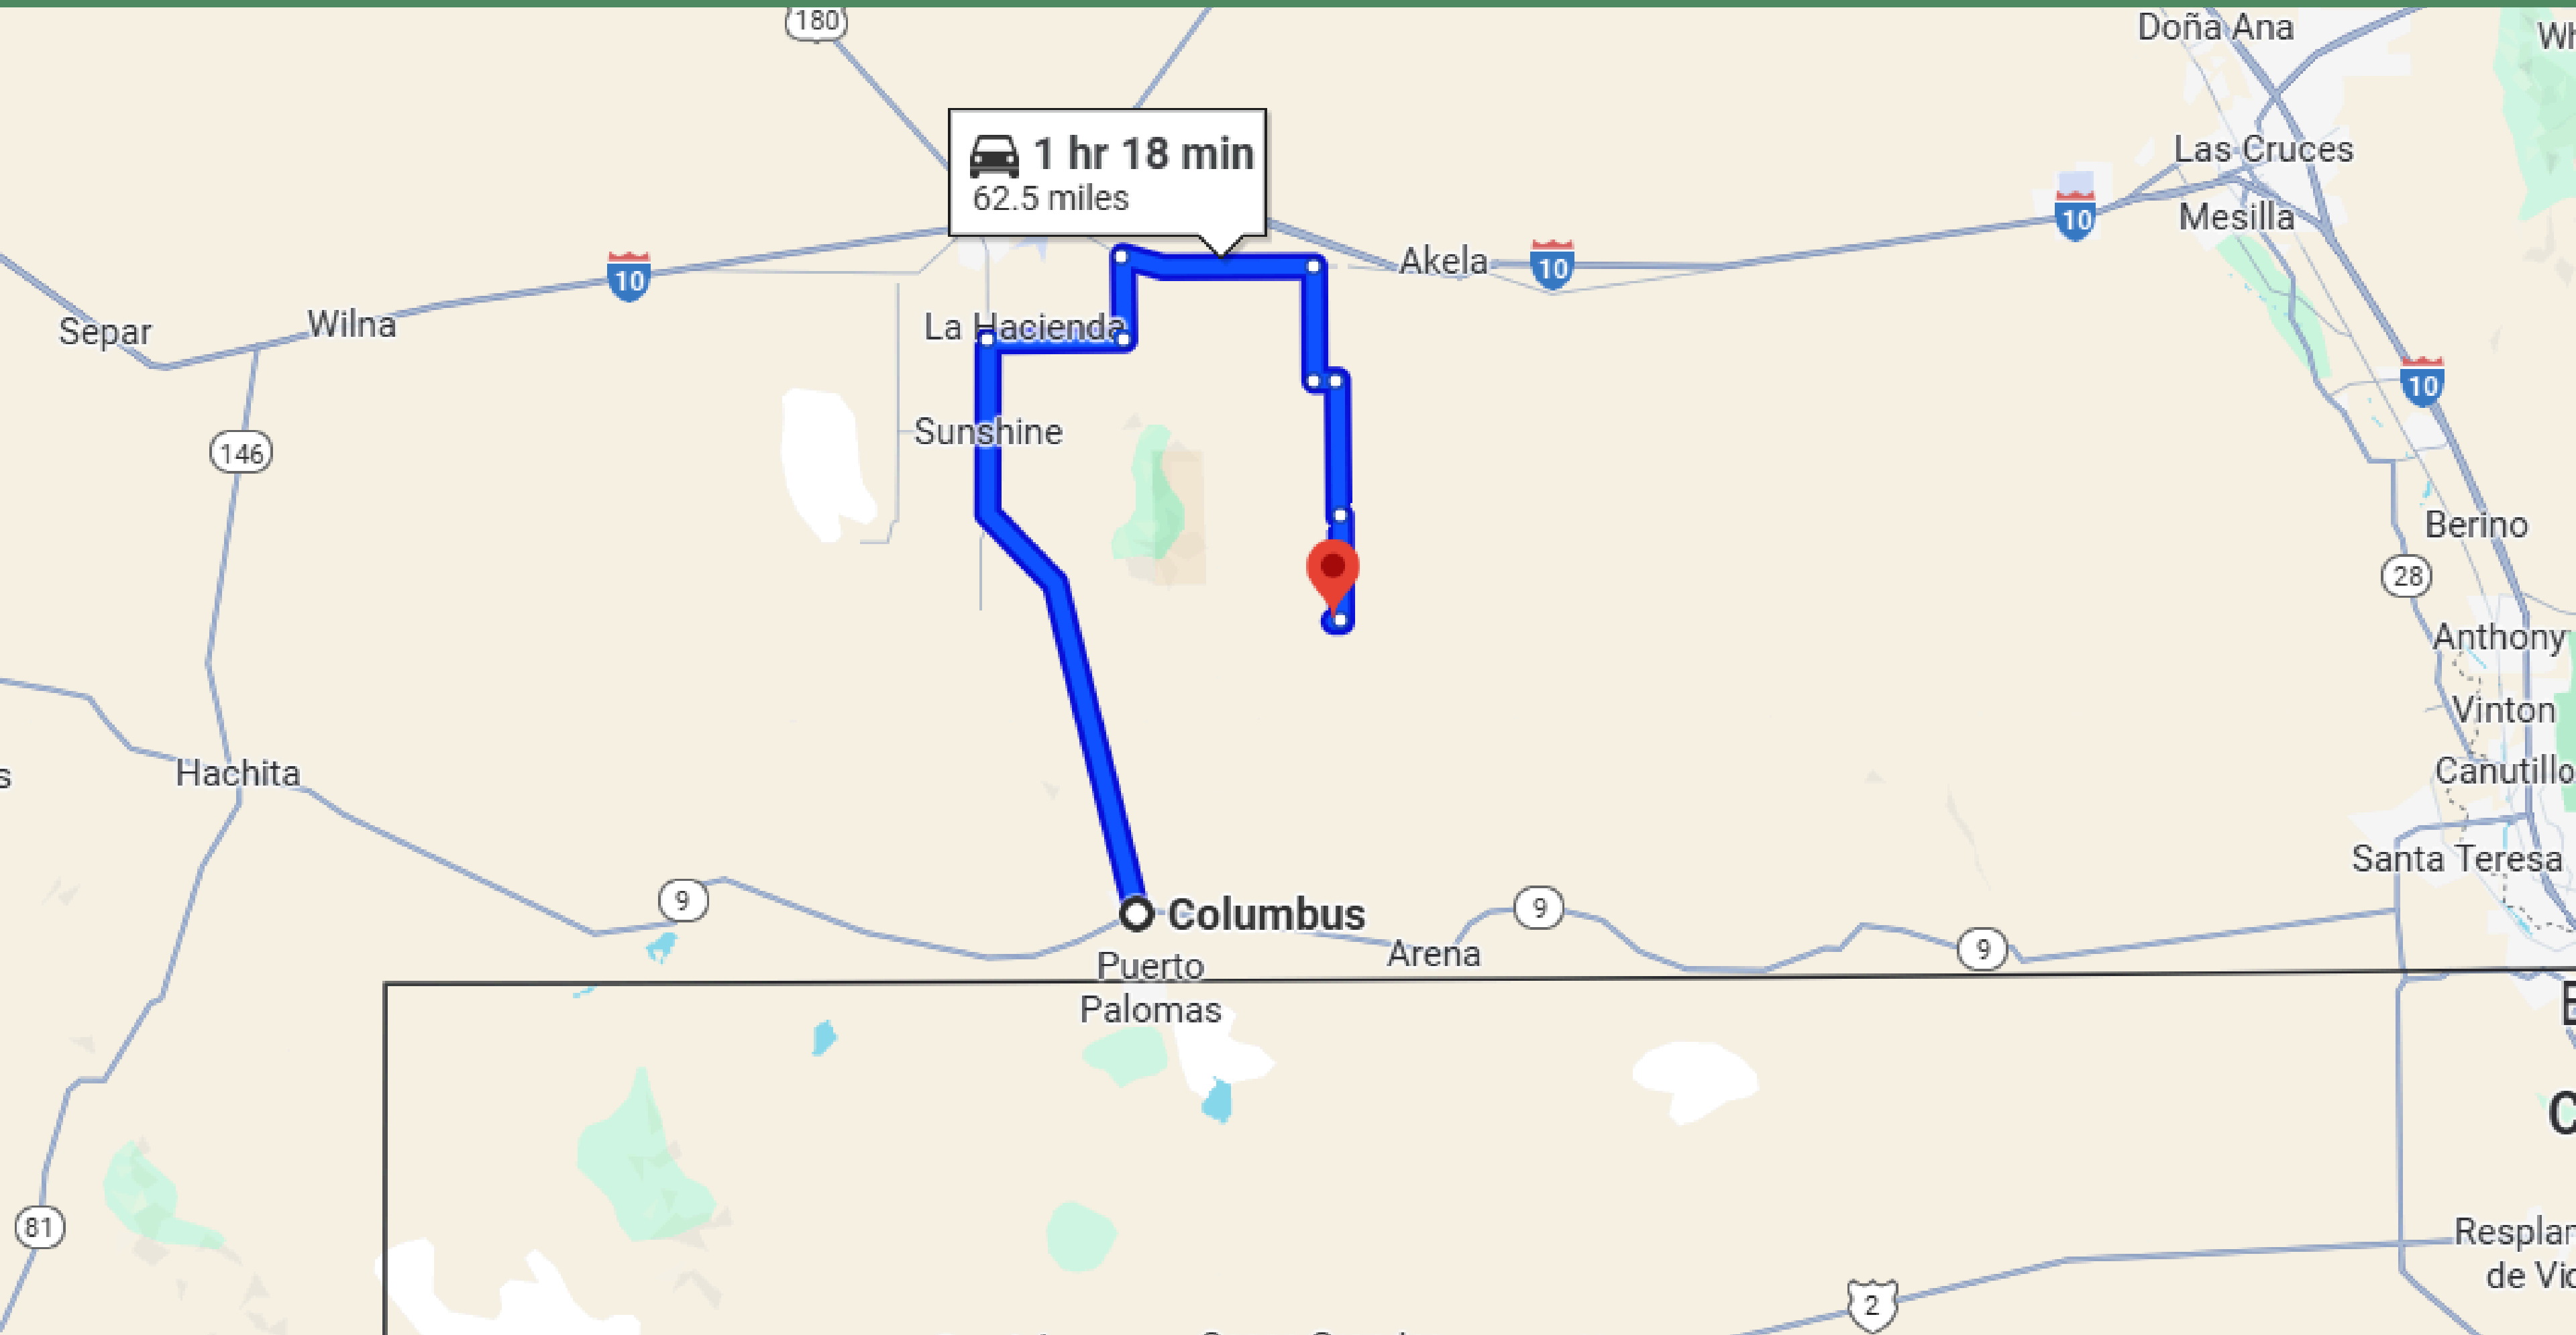 180
Doña Ana
1 hr 18 min
62.5 miles
Las Cruces
10
Mesilla
10
Akela
10
Separ
Wilna
La Hacienda
10
146
Sunshine
Berino
28
Anthony
Vinton
Hachita
Canutillo
Santa Teresa
9
Columbus
9
Arena
9
Puerto
Palomas
81
2